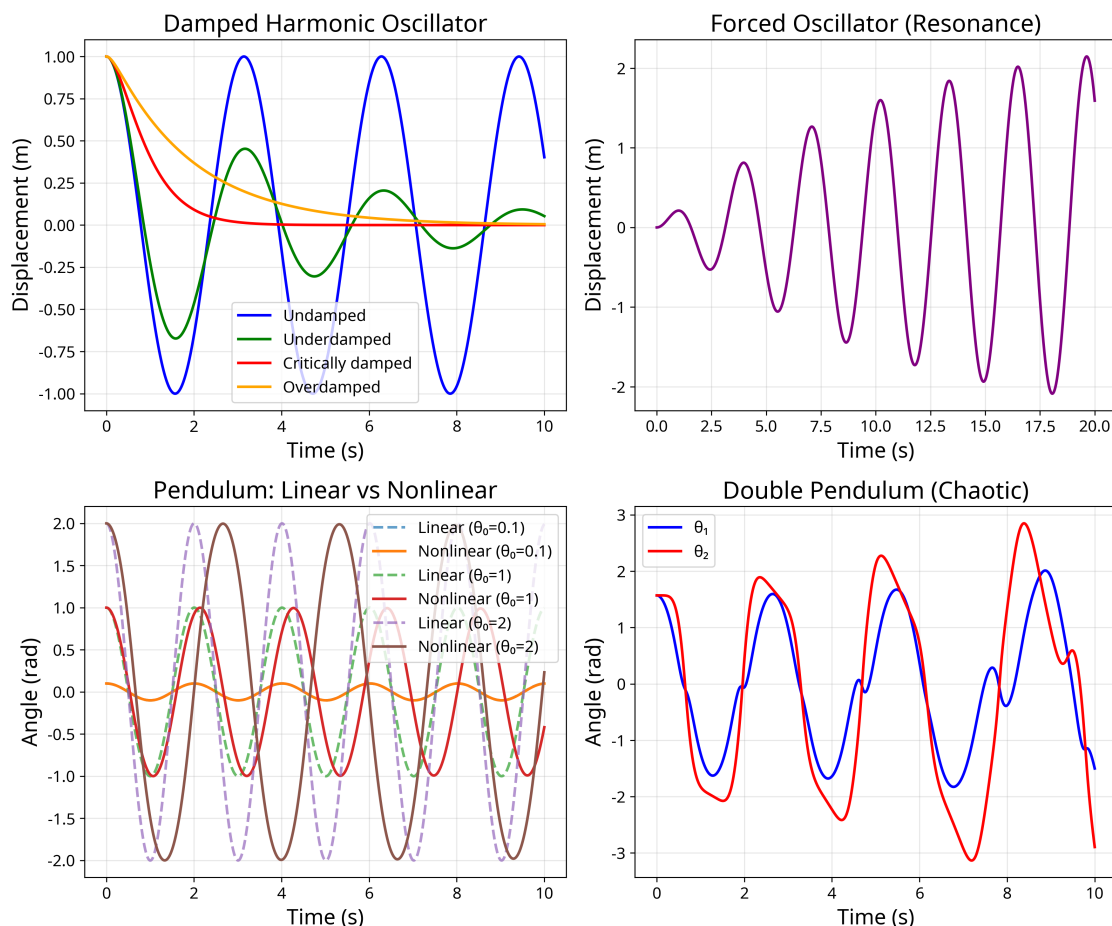 Damped Harmonic Oscillator
1.00
0.75
0.50
0.25
0.00
-0.25
-0.50
-0.75
-1.00
Displacement (m)
Undamped
Underdamped
Critically damped
Overdamped
0
2
4
6
8
10
Time (s)
Forced Oscillator (Resonance)
2
1
0
-1
-2
Displacement (m)
0.0
2.5
5.0
7.5
10.0
12.5
15.0
17.5
20.0
Time (s)
Pendulum: Linear vs Nonlinear
2.0
1.5
1.0
0.5
0.0
-0.5
-1.0
-1.5
-2.0
Angle (rad)
Linear (θ₀=0.1)
Nonlinear (θ₀=0.1)
Linear (θ₀=1)
Nonlinear (θ₀=1)
Linear (θ₀=2)
Nonlinear (θ₀=2)
0
2
4
6
8
10
Time (s)
Double Pendulum (Chaotic)
3
2
1
0
-1
-2
-3
Angle (rad)
θ₁
θ₂
0
2
4
6
8
10
Time (s)